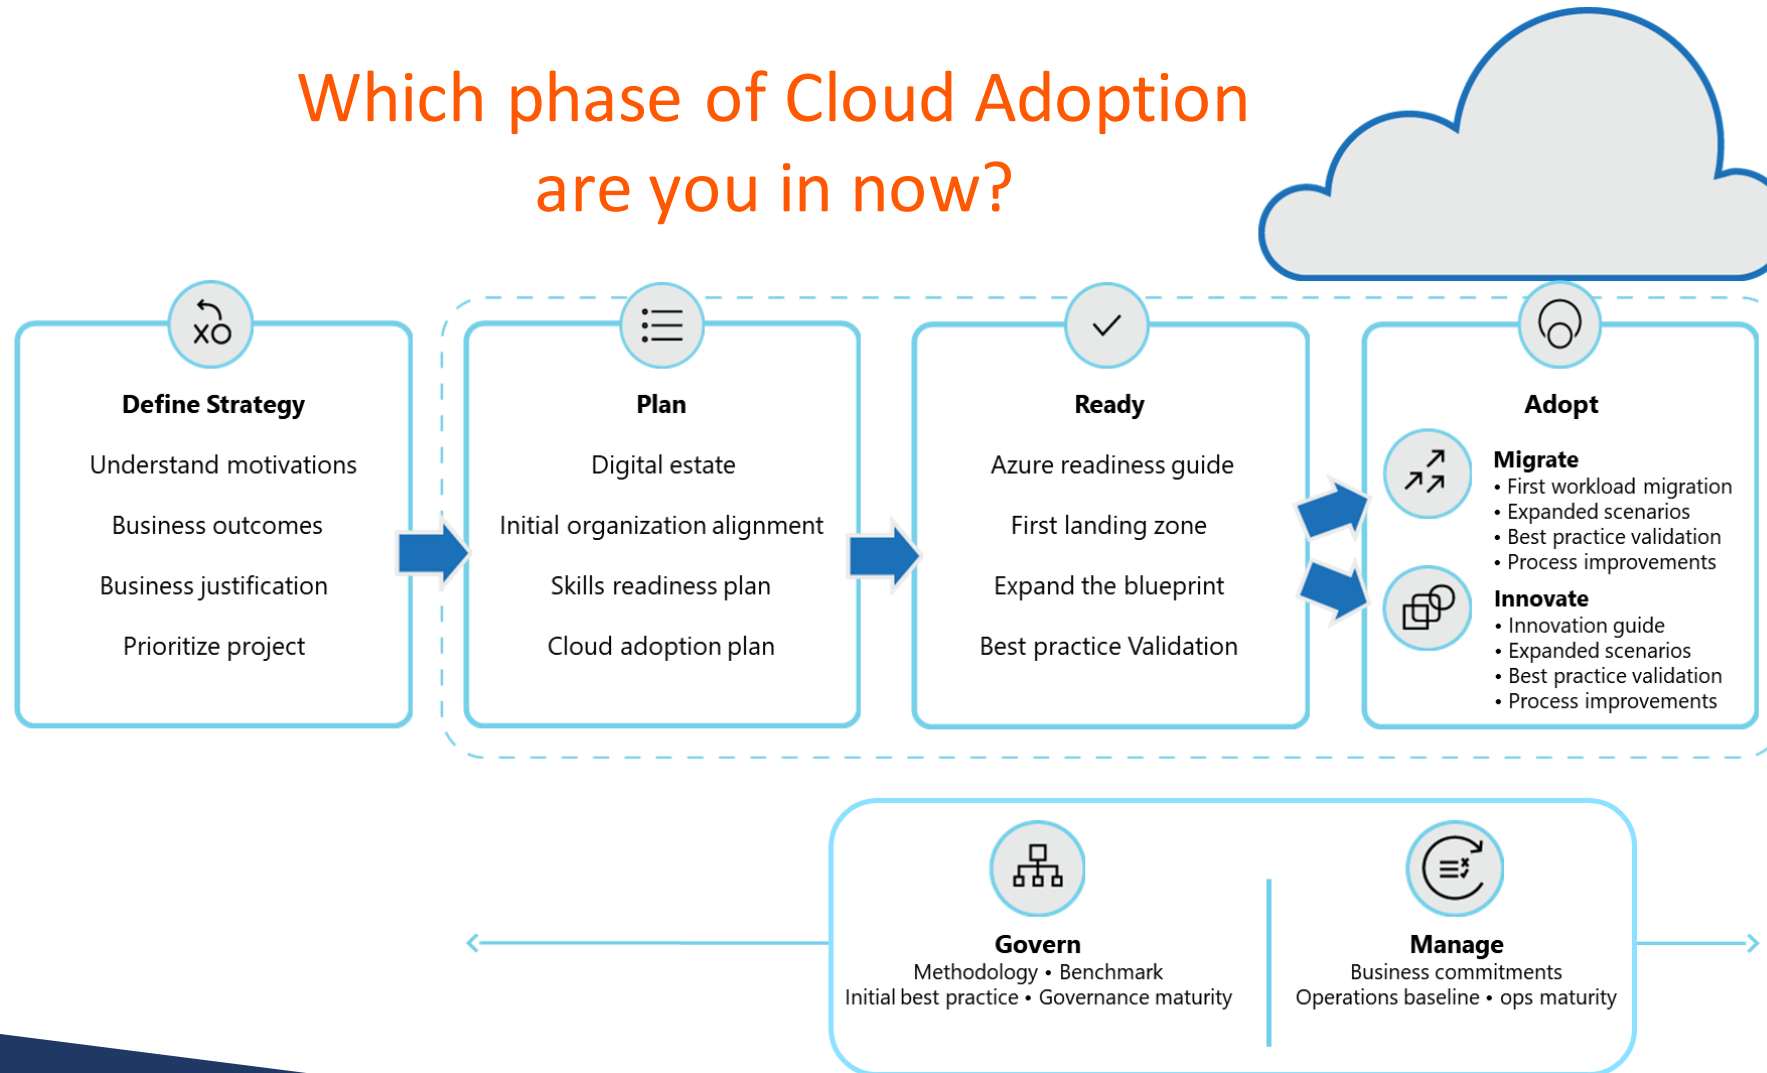 Which phase of Cloud Adoption
are you in now?
Define Strategy
Understand motivations
Business outcomes
Business justification
Prioritize project
Plan
Digital estate
Initial organization alignment
Skills readiness plan
Cloud adoption plan
Ready
Azure readiness guide
First landing zone
Expand the blueprint
Best practice Validation
Adopt
Migrate
• First workload migration
• Expanded scenarios
• Best practice validation
• Process improvements
Innovate
• Innovation guide
• Expanded scenarios
• Best practice validation
• Process improvements
Govern
Methodology • Benchmark
Initial best practice • Governance maturity
Manage
Business commitments
Operations baseline • ops maturity